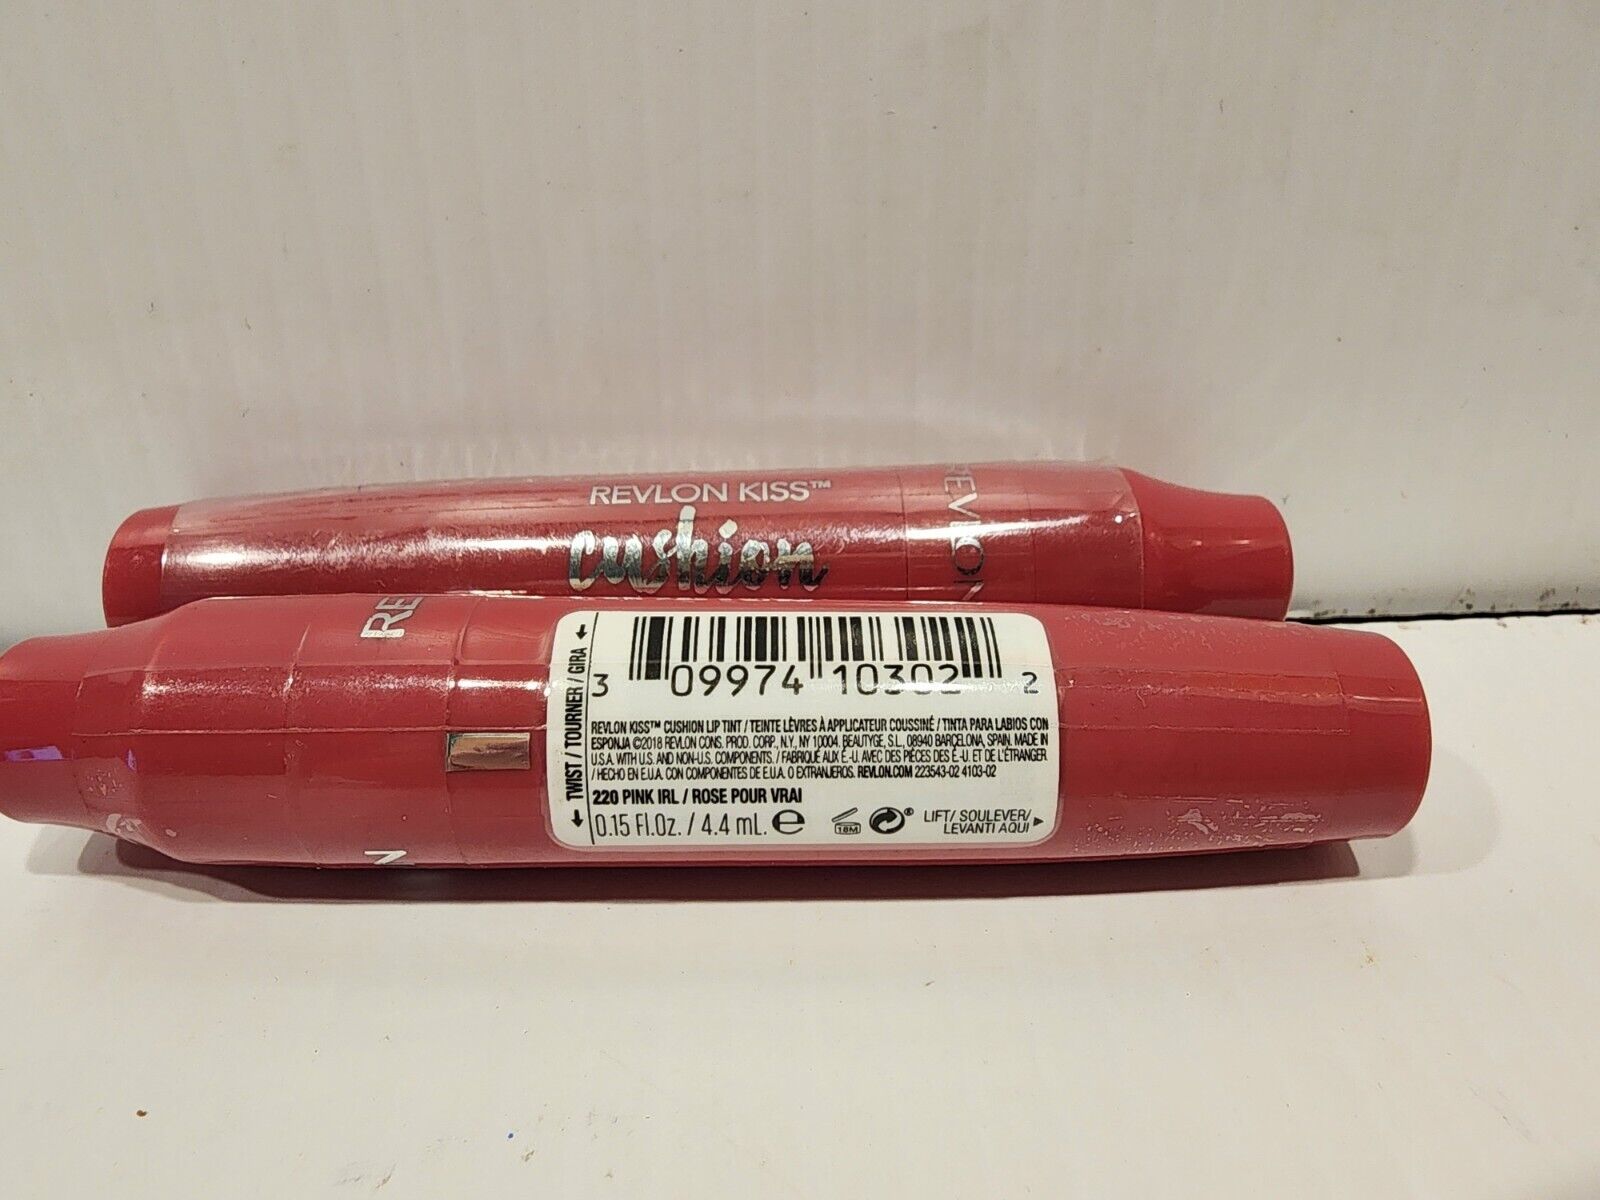 REVLON KISS™
cushion
REVLON
RE
N
TWIST / TOURNER / GIRA
3 09974 10302 2
REVLON KISS™ CUSHION LIP TINT / TEINTE LÈVRES À APPLICATEUR COUSSINÉ / TINTA PARA LABIOS CON
ESPONJA ©2018 REVLON CONS. PROD. CORP., N.Y., NY 10004. BEAUTYGE, S.L., 08940 BARCELONA, SPAIN. MADE IN
U.S.A. WITH U.S. AND NON-U.S. COMPONENTS. / FABRIQUÉ AUX É.-U. AVEC DES PIÈCES DES É.-U. ET DE L'ÉTRANGER
/ HECHO EN E.U.A. CON COMPONENTES DE E.U.A. O EXTRANJEROS. REVLON.COM 223543-02 4103-02
220 PINK IRL / ROSE POUR VRAI
0.15 Fl.Oz. / 4.4 mL. ℮
18M
LIFT/ SOULEVER/
LEVANTI AQUI